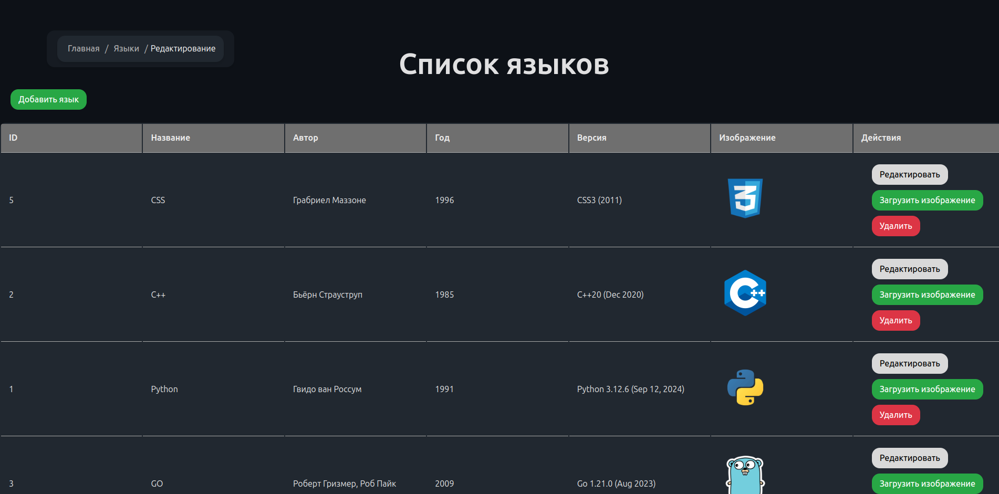 Главная / Языки / Редактирование
Список языков
Добавить язык
ID Название Автор Год Версия Изображение Действия
Редактировать
5 CSS Грабриел Маззоне 1996 CSS3 (2011) 3 Загрузить изображение
Удалить
Редактировать
2 C++ Бьёрн Страуструп 1985 C++20 (Dec 2020) C++ Загрузить изображение
Удалить
Редактировать
1 Python Гвидо ван Россум 1991 Python 3.12.6 (Sep 12, 2024) Загрузить изображение
Удалить
Редактировать
3 GO Роберт Гризмер, Роб Пайк 2009 Go 1.21.0 (Aug 2023) Загрузить изображение